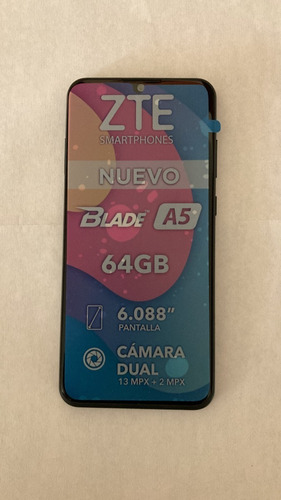 ZTE
SMARTPHONES
NUEVO
BLADE A5
64GB
6.088"
PANTALLA
CÁMARA
DUAL
13 MPX + 2 MPX